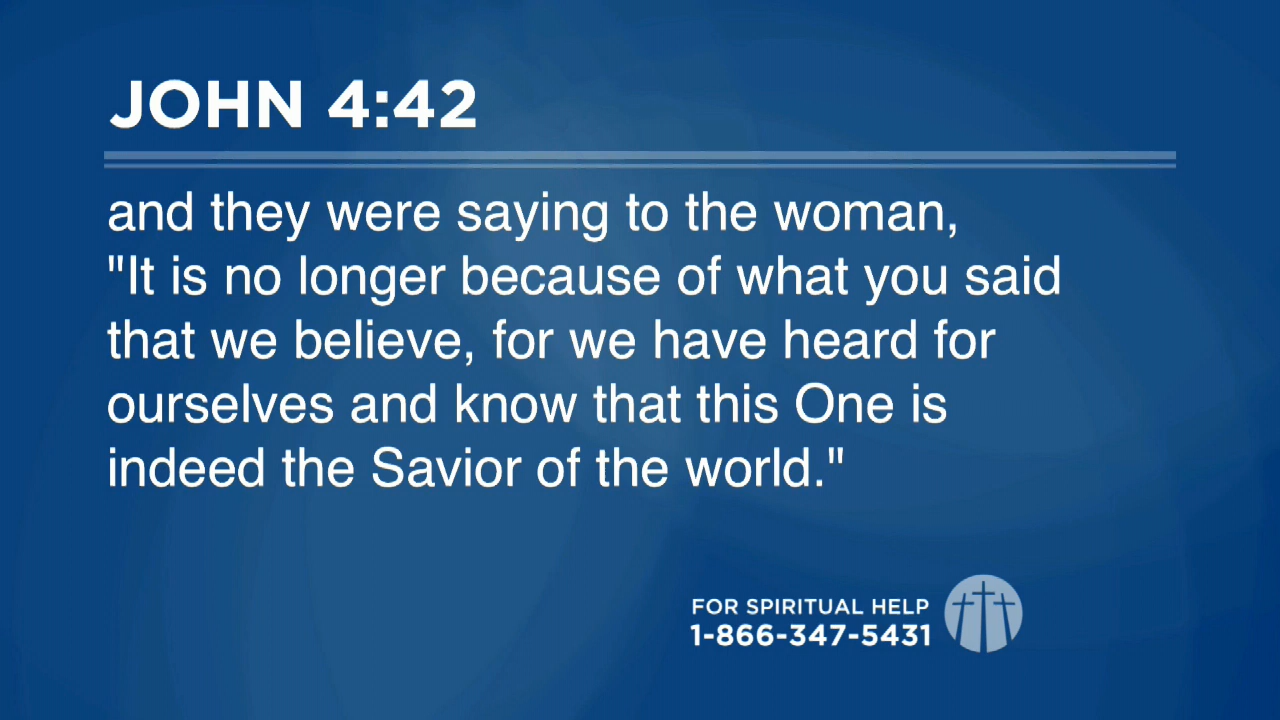 JOHN 4:42
and they were saying to the woman,
"It is no longer because of what you said
that we believe, for we have heard for
ourselves and know that this One is
indeed the Savior of the world."
FOR SPIRITUAL HELP
1-866-347-5431